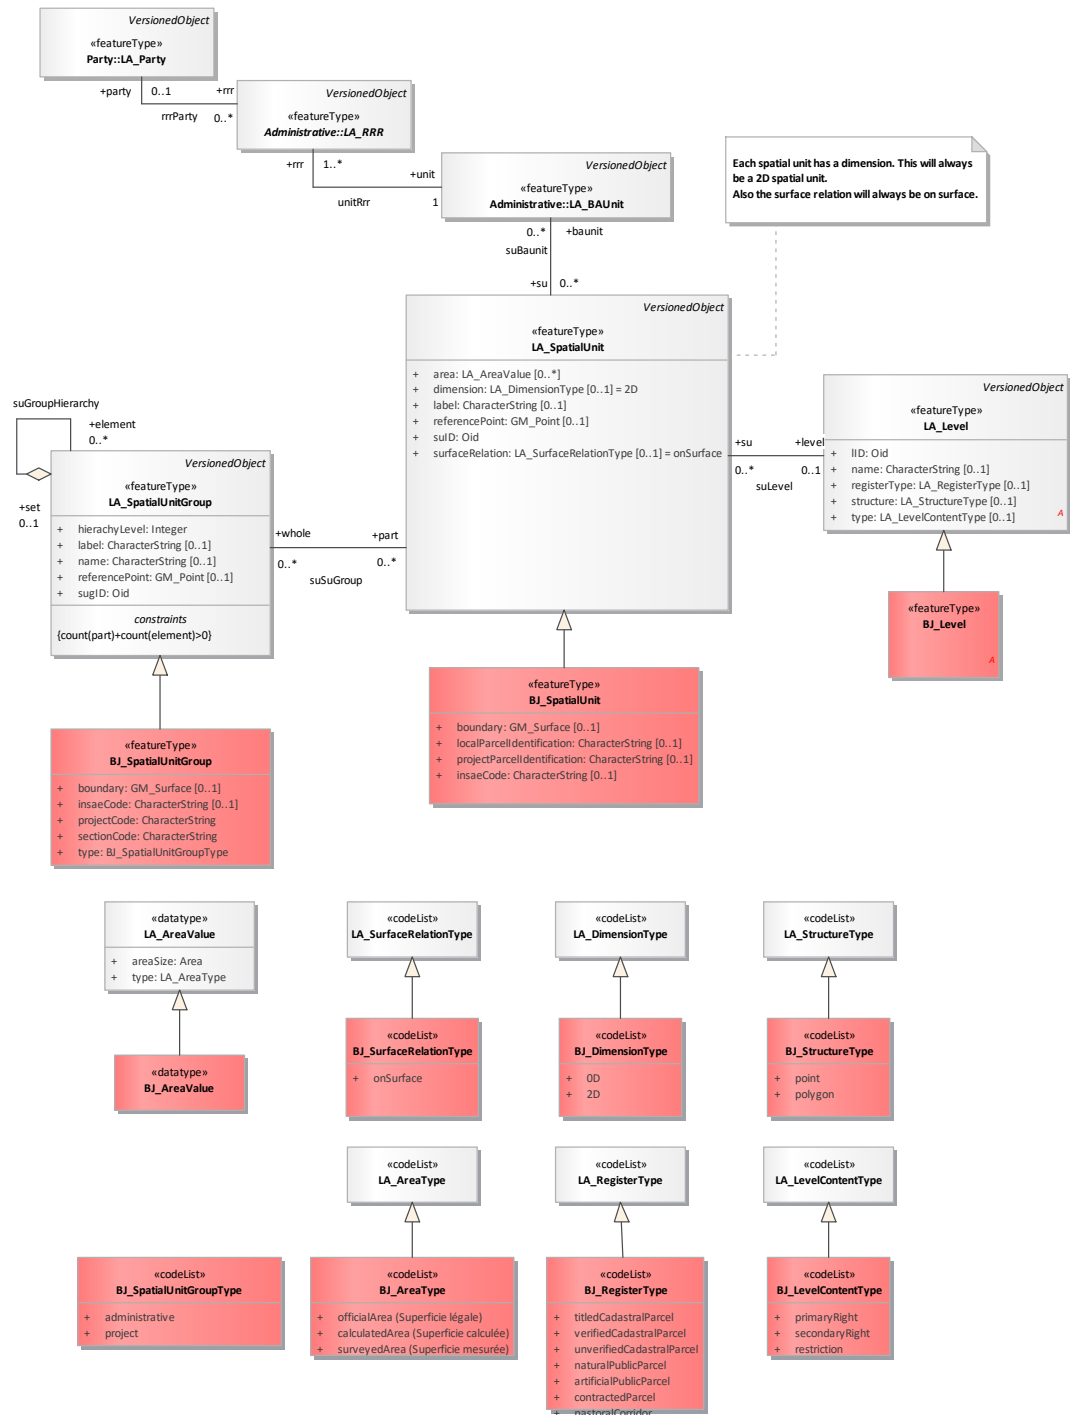 VersionedObject
«featureType»
Party::LA_Party
+party
0..1
+rrr
rrrParty
0..*
VersionedObject
«featureType»
Administrative::LA_RRR
+rrr
1..*
+unit
unitRrr
1
VersionedObject
«featureType»
Administrative::LA_BAUnit
Each spatial unit has a dimension. This will always
be a 2D spatial unit.
Also the surface relation will always be on surface.
0..*
+baunit
suBaunit
+su
0..*
VersionedObject
«featureType»
LA_SpatialUnit
+ area: LA_AreaValue [0..*]
+ dimension: LA_DimensionType [0..1] = 2D
+ label: CharacterString [0..1]
+ referencePoint: GM_Point [0..1]
+ suID: Oid
+ surfaceRelation: LA_SurfaceRelationType [0..1] = onSurface
+su
+level
0..*
0..1
suLevel
VersionedObject
«featureType»
LA_Level
+ lID: Oid
+ name: CharacterString [0..1]
+ registerType: LA_RegisterType [0..1]
+ structure: LA_StructureType [0..1]
+ type: LA_LevelContentType [0..1]
A
suGroupHierarchy
+element
0..*
+set
0..1
VersionedObject
«featureType»
LA_SpatialUnitGroup
+ hierachyLevel: Integer
+ label: CharacterString [0..1]
+ name: CharacterString [0..1]
+ referencePoint: GM_Point [0..1]
+ sugID: Oid
constraints
{count(part)+count(element)>0}
+whole
+part
0..*
0..*
suSuGroup
«featureType»
BJ_Level
A
«featureType»
BJ_SpatialUnit
+ boundary: GM_Surface [0..1]
+ localParcelIdentification: CharacterString [0..1]
+ projectParcelIdentification: CharacterString [0..1]
+ insaeCode: CharacterString [0..1]
«featureType»
BJ_SpatialUnitGroup
+ boundary: GM_Surface [0..1]
+ insaeCode: CharacterString [0..1]
+ projectCode: CharacterString
+ sectionCode: CharacterString
+ type: BJ_SpatialUnitGroupType
«datatype»
LA_AreaValue
+ areaSize: Area
+ type: LA_AreaType
«codeList»
LA_SurfaceRelationType
«codeList»
LA_DimensionType
«codeList»
LA_StructureType
«datatype»
BJ_AreaValue
«codeList»
BJ_SurfaceRelationType
+ onSurface
«codeList»
BJ_DimensionType
+ 0D
+ 2D
«codeList»
BJ_StructureType
+ point
+ polygon
«codeList»
LA_AreaType
«codeList»
LA_RegisterType
«codeList»
LA_LevelContentType
«codeList»
BJ_SpatialUnitGroupType
+ administrative
+ project
«codeList»
BJ_AreaType
+ officialArea (Superficie légale)
+ calculatedArea (Superficie calculée)
+ surveyedArea (Superficie mesurée)
«codeList»
BJ_RegisterType
+ titledCadastralParcel
+ verifiedCadastralParcel
+ unverifiedCadastralParcel
+ naturalPublicParcel
+ artificialPublicParcel
+ contractedParcel
+ pastoralCorridor
«codeList»
BJ_LevelContentType
+ primaryRight
+ secondaryRight
+ restriction